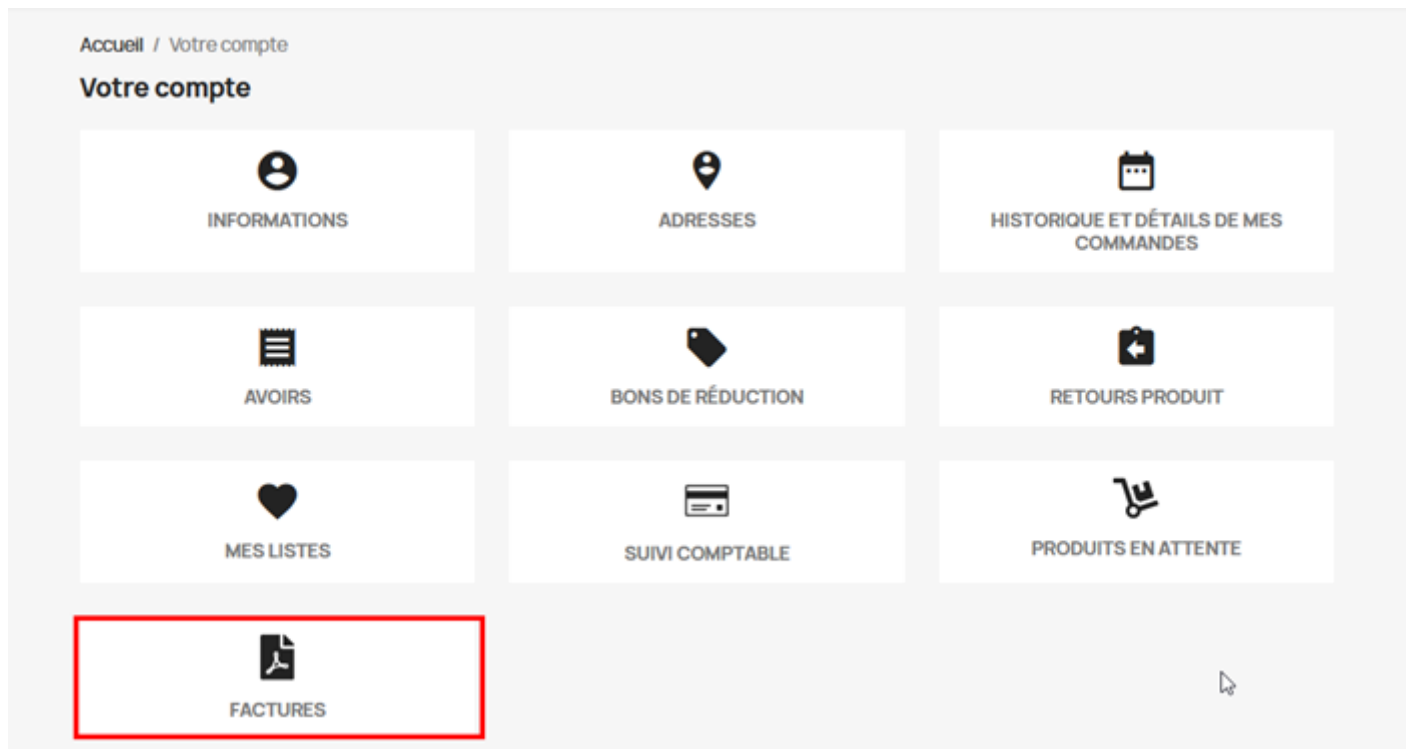 Accueil / Votre compte
Votre compte
INFORMATIONS
ADRESSES
HISTORIQUE ET DÉTAILS DE MES
COMMANDES
AVOIRS
BONS DE RÉDUCTION
RETOURS PRODUIT
MES LISTES
SUIVI COMPTABLE
PRODUITS EN ATTENTE
FACTURES